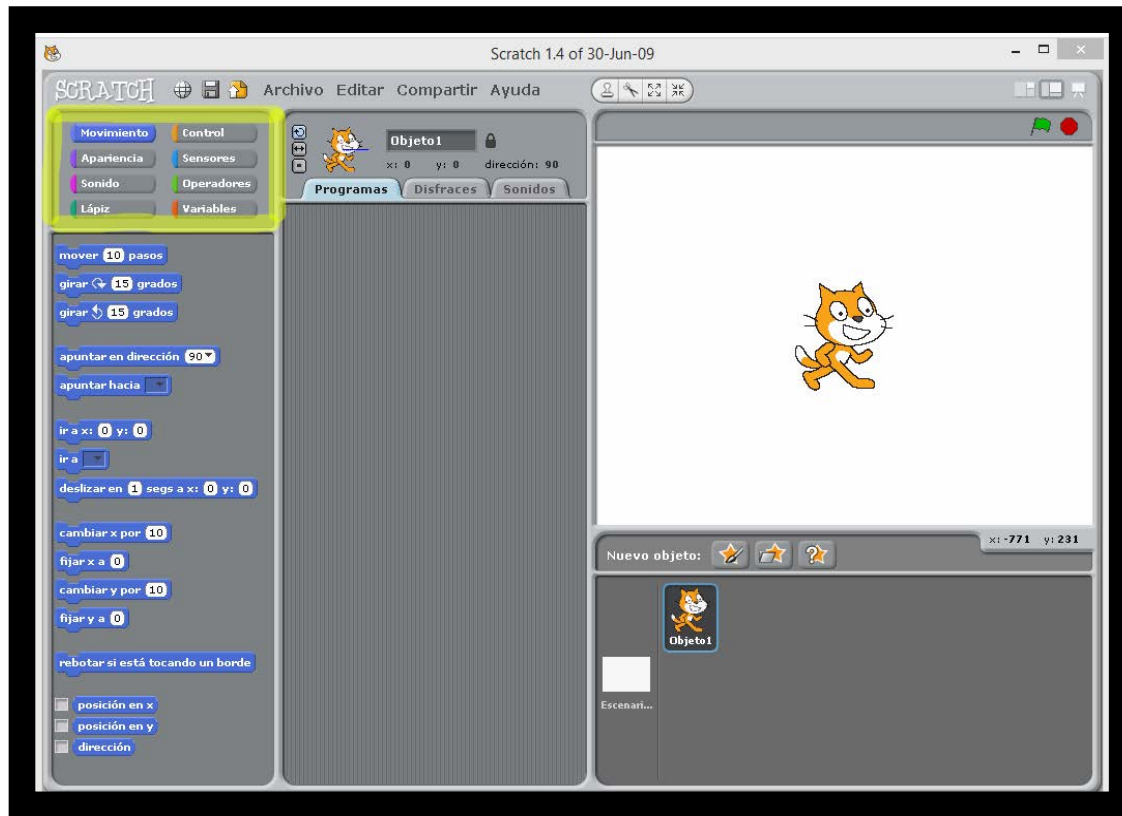 Scratch 1.4 of 30-Jun-09
SCRATCH
Archivo Editar Compartir Ayuda
Movimiento Control
Apariencia Sensores
Sonido Operadores
Lápiz Variables
mover 10 pasos
girar 15 grados
girar 15 grados
apuntar en dirección 90
apuntar hacia
ir a x: 0 y: 0
ir a
deslizar en 1 segs a x: 0 y: 0
cambiar x por 10
fijar x a 0
cambiar y por 10
fijar y a 0
rebotar si está tocando un borde
posición en x
posición en y
dirección
Objeto1
x: 0 y: 0 dirección: 90
Programas Disfraces Sonidos
x: -771 y: 231
Nuevo objeto:
Objeto1
Escenari...